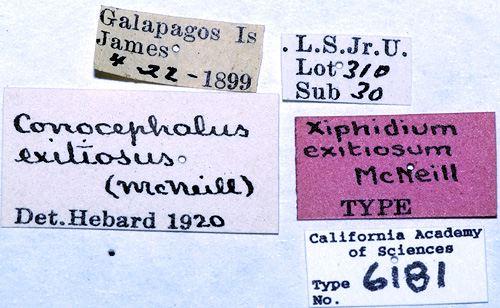 Galapagos Is
James
4 22 - 1899
. L.S.Jr.U.
Lot 310
Sub 30
Conocephalus
exitiosus
(McNeill)
Det. Hebard 1920
Xiphidium
exitiosum
McNeill
TYPE
California Academy
of Sciences
Type
No. 6181